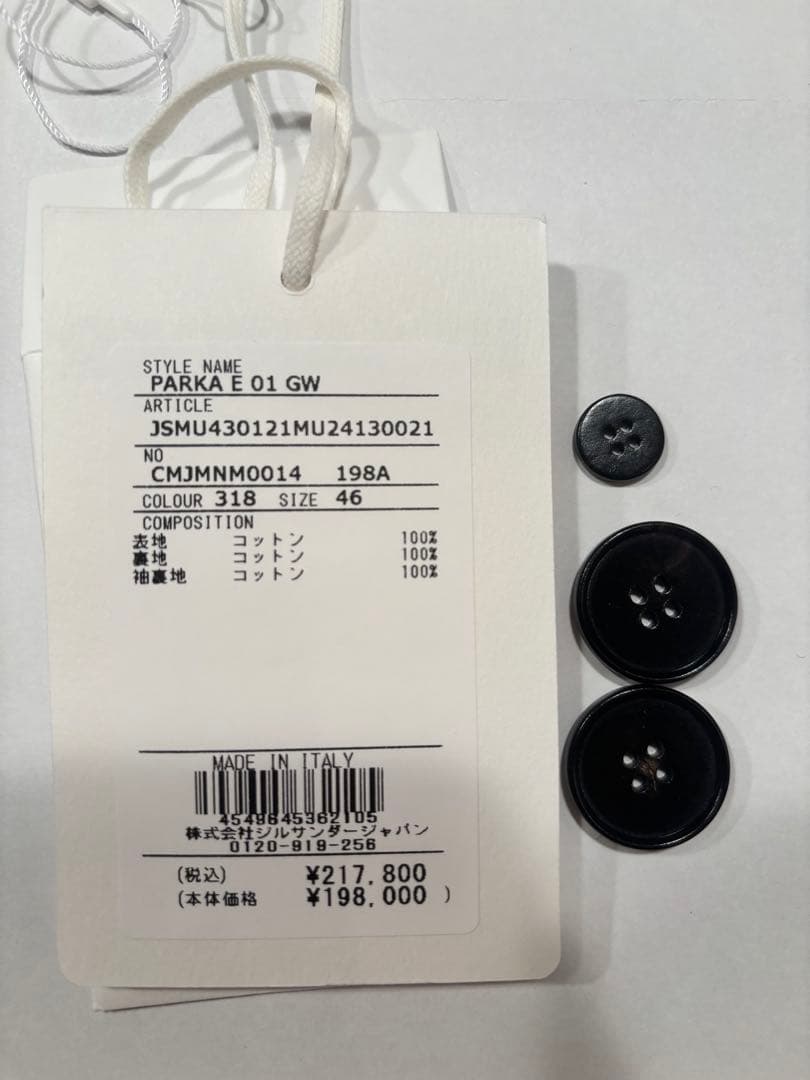 STYLE NAME
PARKA E 01 GW
ARTICLE
JSMU430121MU24130021
NO
CMJMNM0014 198A
COLOUR 318 SIZE 46
COMPOSITION
表地 コットン 100%
裏地 コットン 100%
袖裏地 コットン 100%
MADE IN ITALY
4549645362105
株式会社ジルサンダージャパン
0120-919-256
(税込) ¥217,800
(本体価格 ¥198,000 )